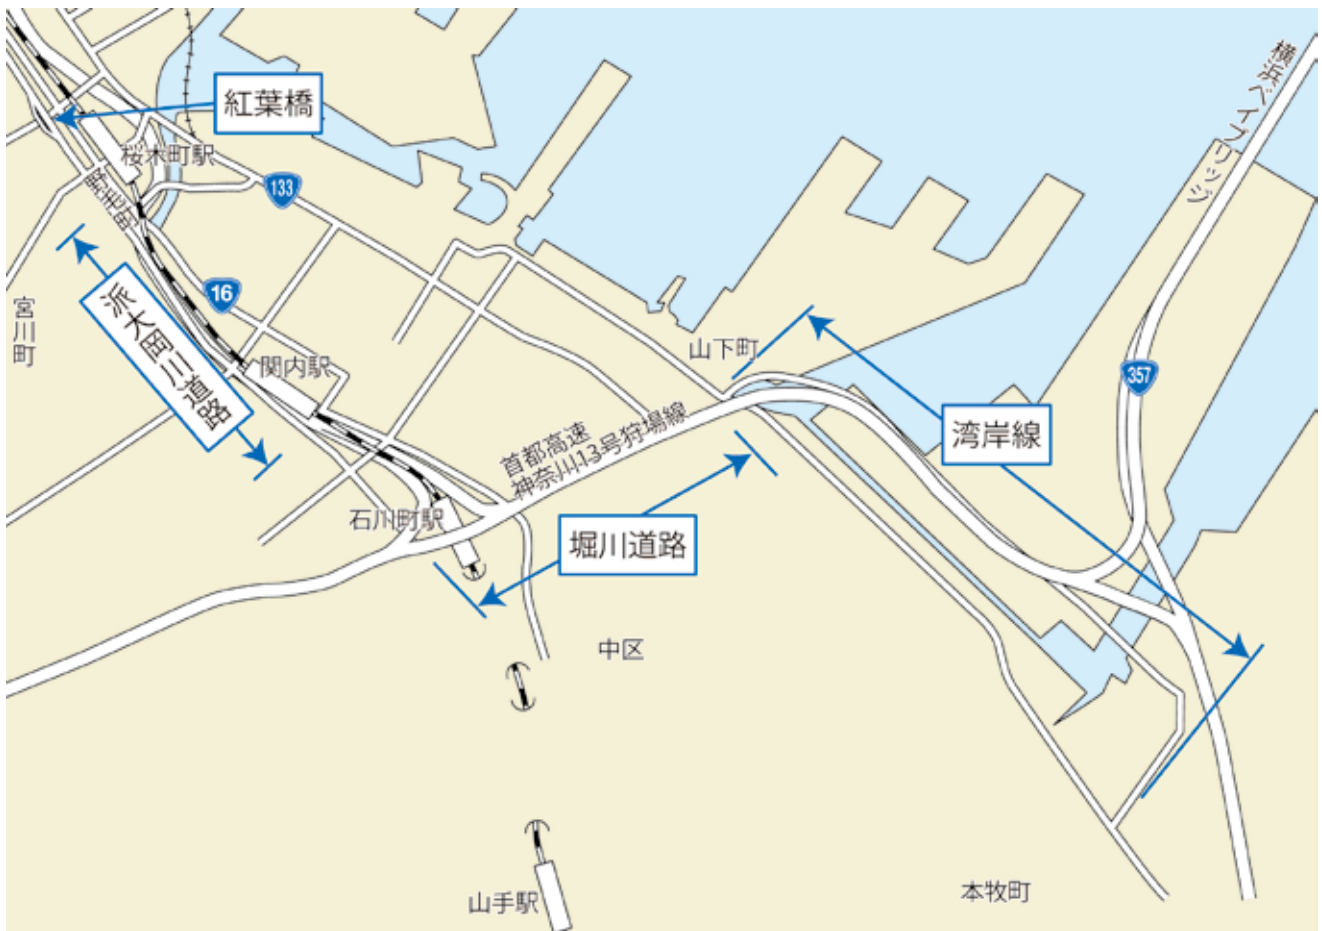 紅葉橋
桜木町駅
野毛町
133
16
宮川町
派大岡川道路
関内駅
山下町
横浜ベイブリッジ
357
湾岸線
首都高速
神奈川13号狩場線
石川町駅
堀川道路
中区
山手駅
本牧町